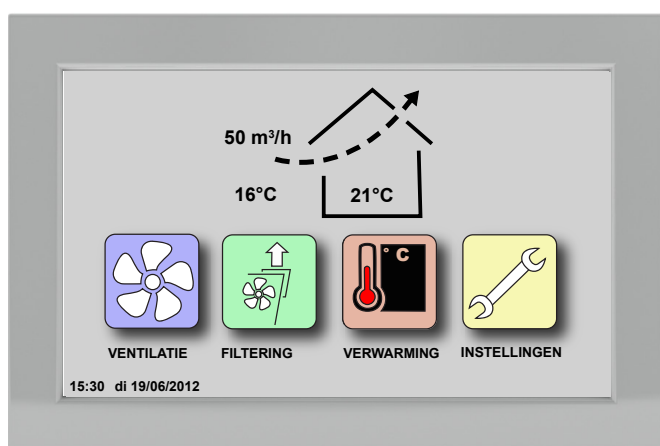 50 m³/h
16°C 21°C
° C
VENTILATIE FILTERING VERWARMING INSTELLINGEN
15:30 di 19/06/2012